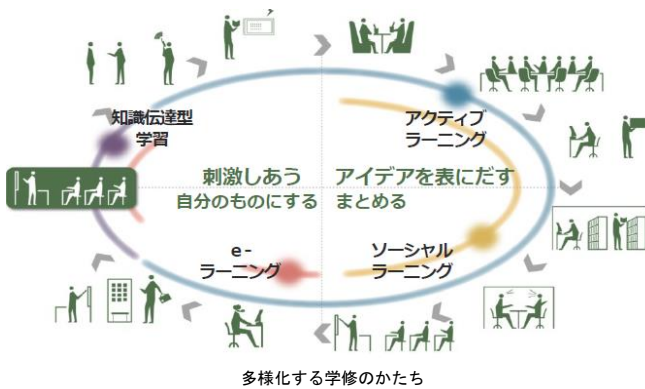 知識伝達型
学習
アクティブ
ラーニング
刺激しあう
自分のものにする
アイデアを表にだす
まとめる
e-
ラーニング
ソーシャル
ラーニング
多様化する学修のかたち